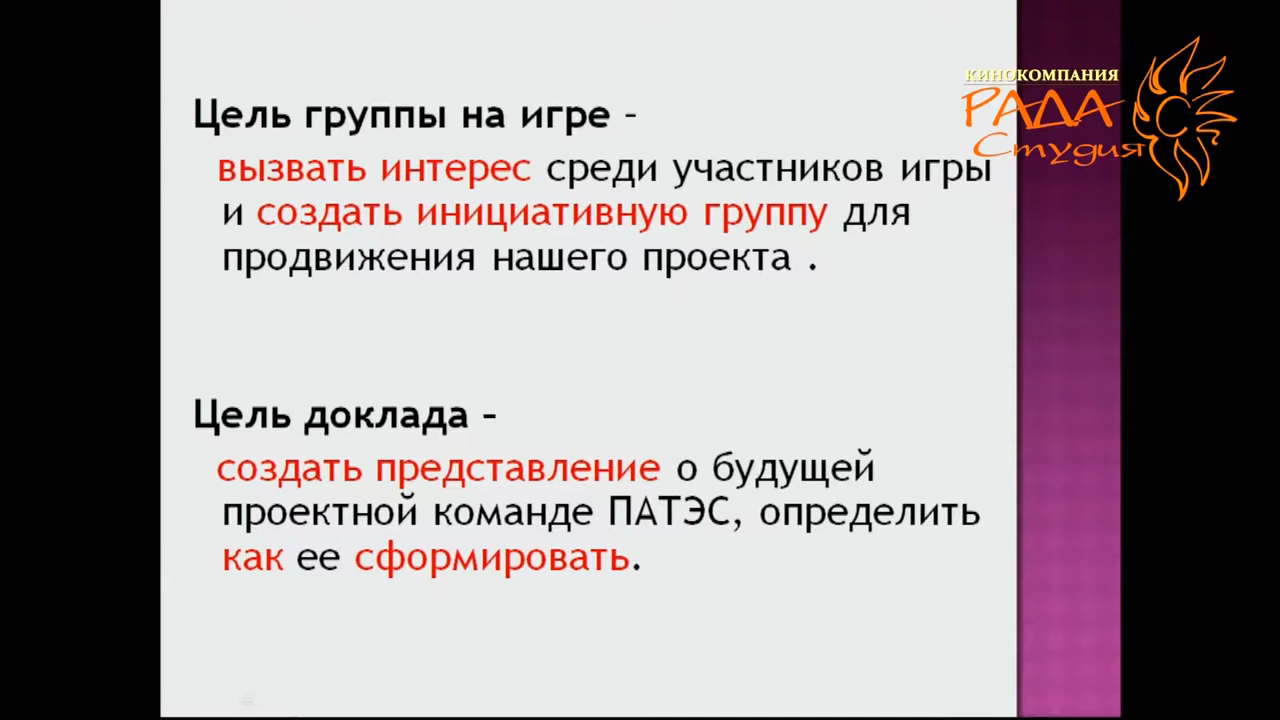 КИНОКОМПАНИЯ
РАДА
Студия
Цель группы на игре –
вызвать интерес среди участников игры
и создать инициативную группу для
продвижения нашего проекта .
Цель доклада –
создать представление о будущей
проектной команде ПАТЭС, определить
как ее сформировать.